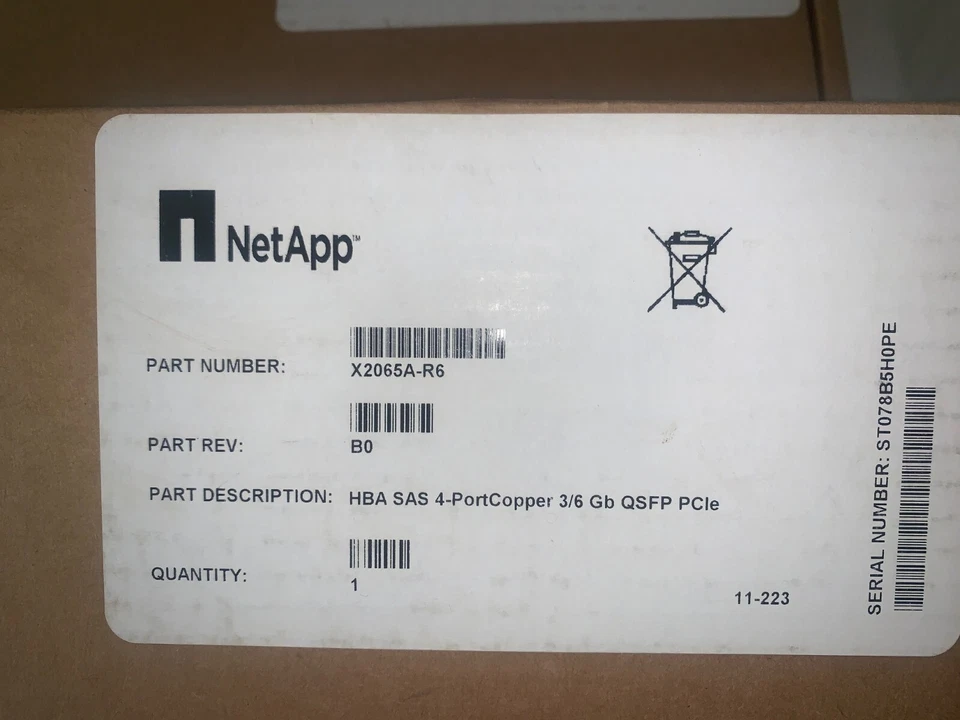 NetApp™
PART NUMBER: X2065A-R6
PART REV: B0
PART DESCRIPTION: HBA SAS 4-PortCopper 3/6 Gb QSFP PCIe
QUANTITY: 1
11-223
SERIAL NUMBER: ST078B5H0PE